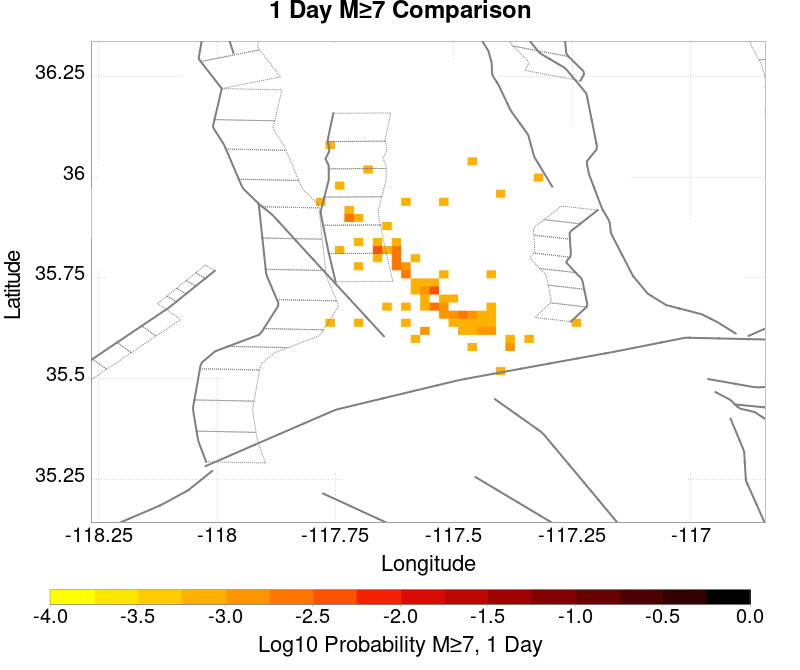 1 Day M≥7 Comparison
36.25
36
35.75
35.5
35.25
Latitude
-118.25 -118 -117.75 -117.5 -117.25 -117
Longitude
-4.0 -3.5 -3.0 -2.5 -2.0 -1.5 -1.0 -0.5 0.0
Log10 Probability M≥7, 1 Day